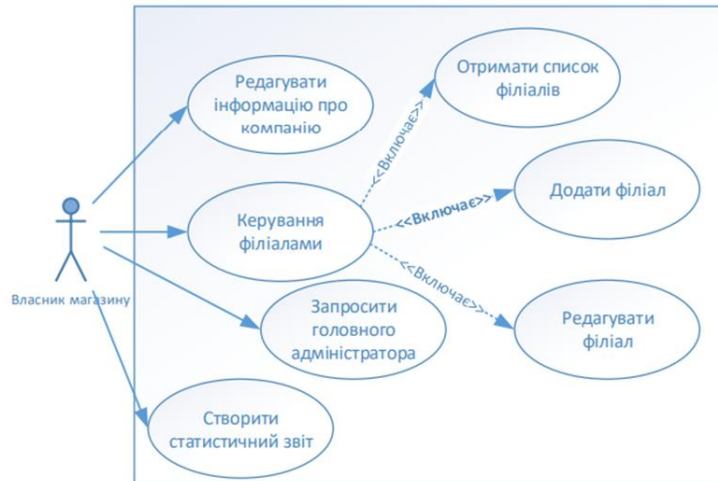 Редагувати
інформацію про
компанію
Отримати список
філіалів
<<Включає>>
Керування
філіалами
<<Включає>>
Додати філіал
<<Включає>>
Власник магазину
Запросити
головного
адміністратора
Редагувати
філіал
Створити
статистичний звіт